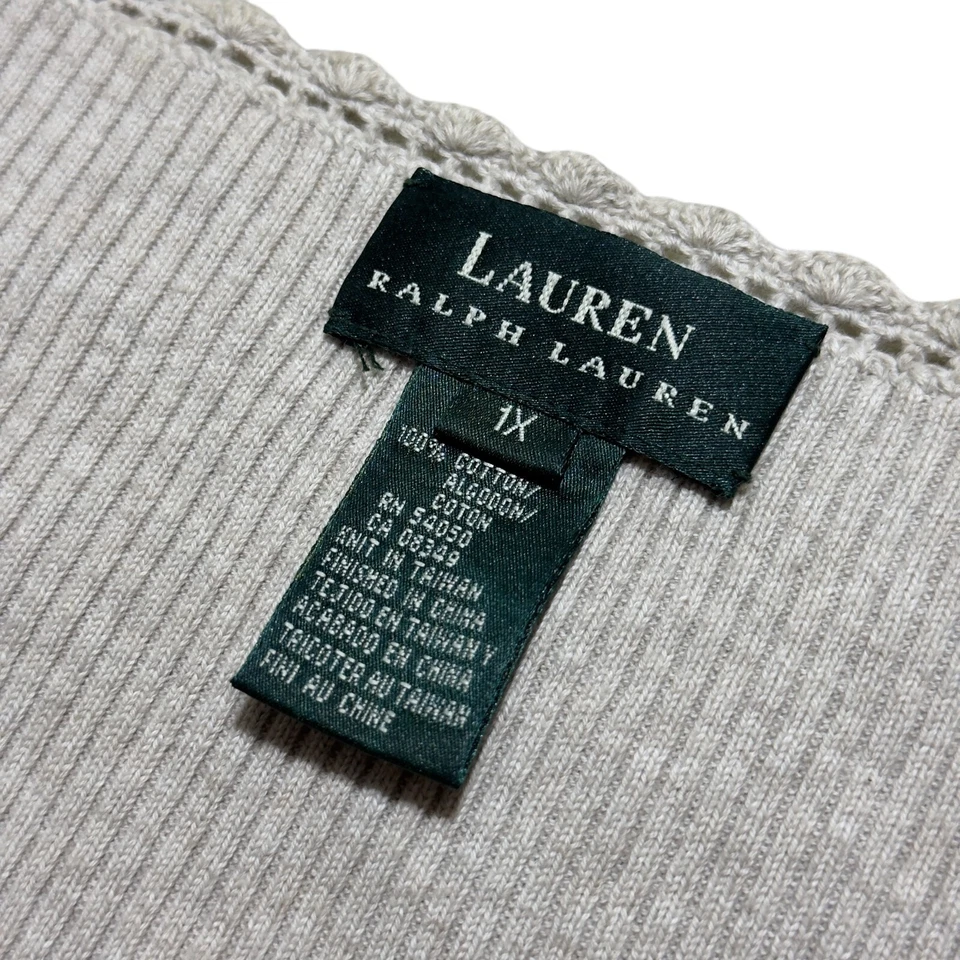 LAUREN
RALPH LAUREN
1X
100% COTTON/
ALGODON/
COTON
RN 54050
CA 08349
KNIT IN TAIWAN
FINISHED IN CHINA
TEJIDO EN TAIWAN Y
ACABADO EN CHINA
TRICOTER AU TAIWAN
FINI AU CHINE